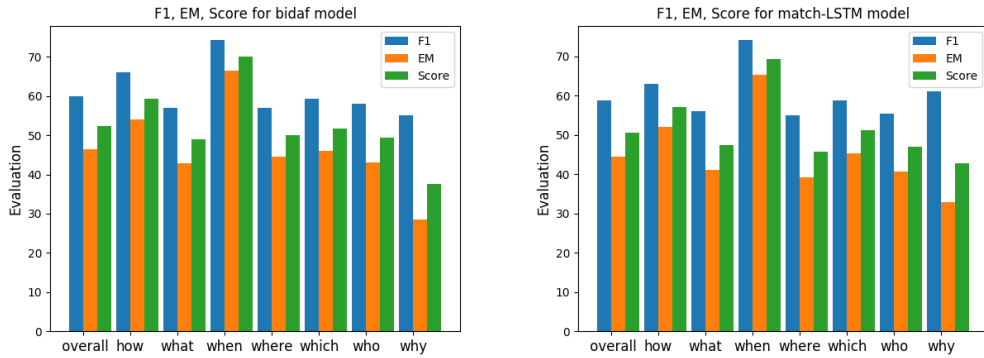 F1, EM, Score for bidaf model
F1
EM
Score
Evaluation
70
60
50
40
30
20
10
0
overall how what when where which who why
F1, EM, Score for match-LSTM model
F1
EM
Score
Evaluation
70
60
50
40
30
20
10
0
overall how what when where which who why